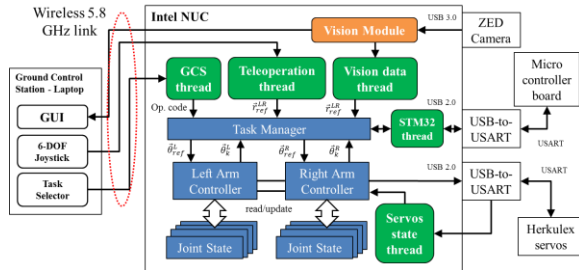 Wireless 5.8
GHz link
Intel NUC
USB 3.0
Vision Module
ZED
Camera
Ground Control
Station - Laptop
GUI
6-DOF
Joystick
Task
Selector
GCS
thread
Teleoperation
thread
Vision data
thread
Op. code
Task Manager
STM32
thread
USB 2.0
USB-to-
USART
Micro
controller
board
USART
Left Arm
Controller
Right Arm
Controller
USB 2.0
USB-to-
USART
USART
read/update
Joint State
Joint State
Servos
state
thread
Herkulex
servos